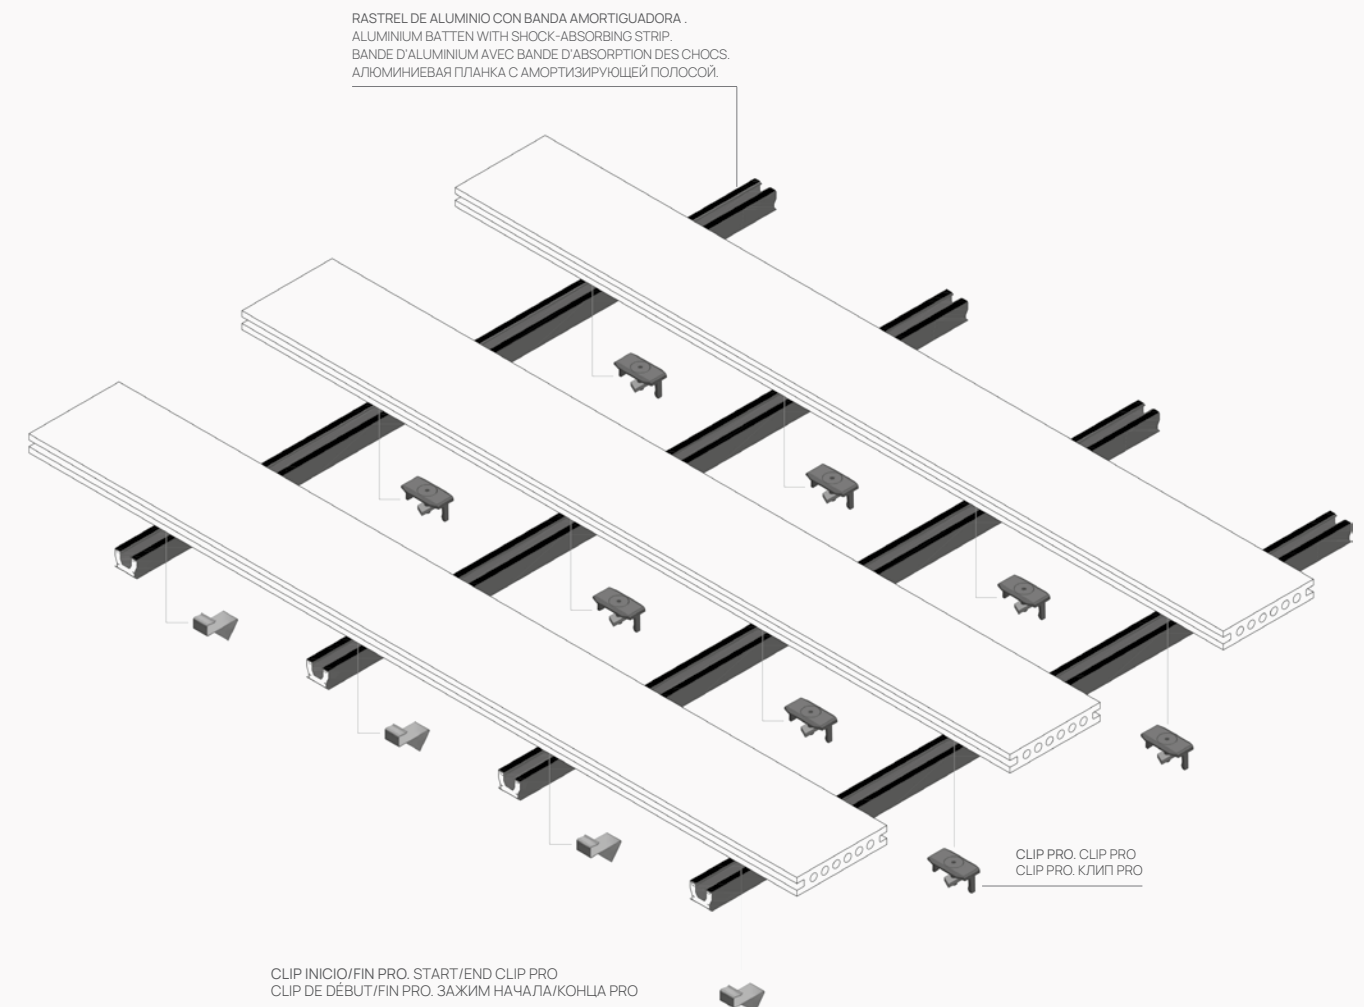 RASTREL DE ALUMINIO CON BANDA AMORTIGUADORA .
ALUMINIUM BATTEN WITH SHOCK-ABSORBING STRIP.
BANDE D'ALUMINIUM AVEC BANDE D'ABSORPTION DES CHOCS.
АЛЮМИНИЕВАЯ ПЛАНКА С АМОРТИЗИРУЮЩЕЙ ПОЛОСОЙ.
CLIP PRO. CLIP PRO
CLIP PRO. КЛИП PRO
CLIP INICIO/FIN PRO. START/END CLIP PRO
CLIP DE DÉBUT/FIN PRO. ЗАЖИМ НАЧАЛА/КОНЦА PRO